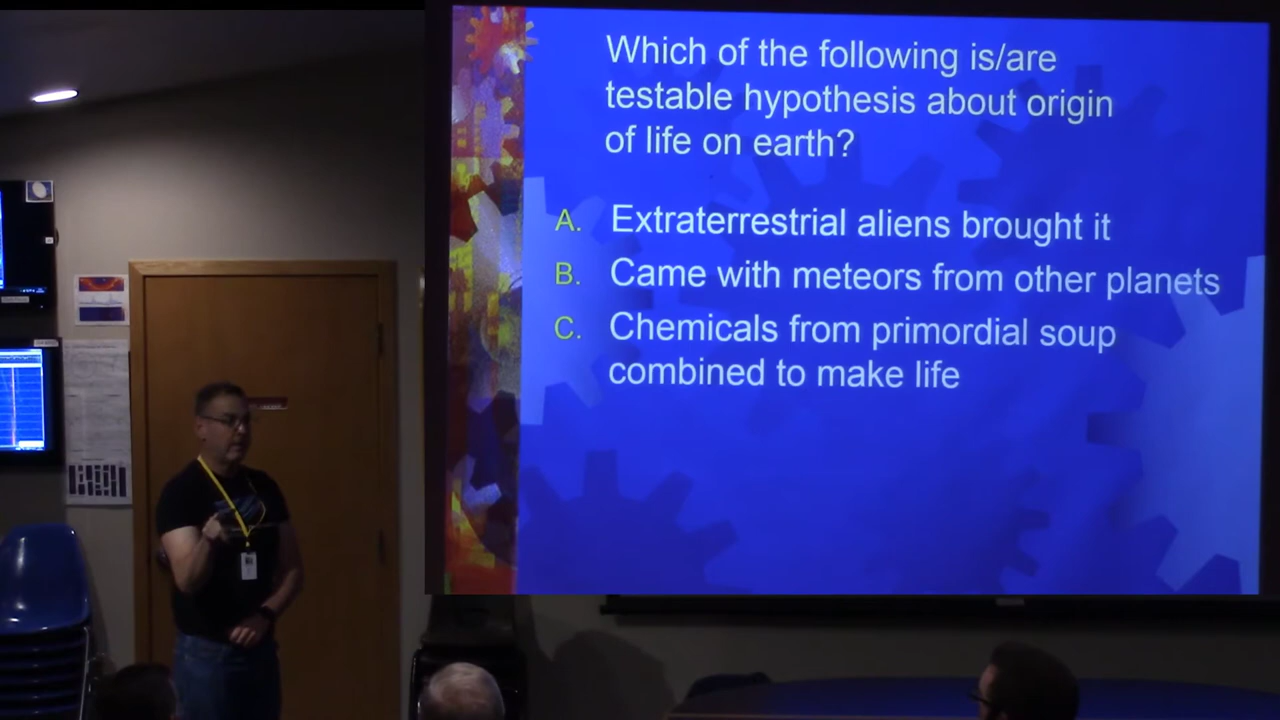 Which of the following is/are
testable hypothesis about origin
of life on earth?
A. Extraterrestrial aliens brought it
B. Came with meteors from other planets
C. Chemicals from primordial soup
combined to make life